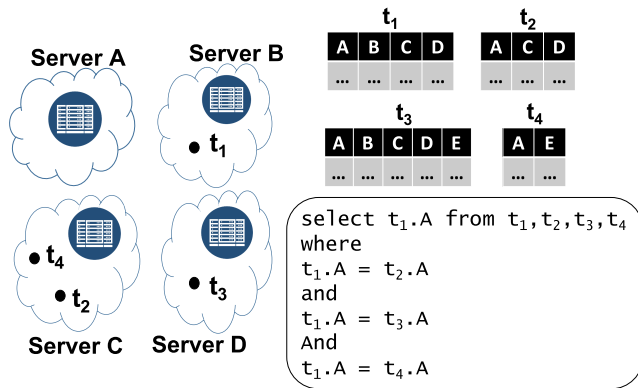 Server A
Server B
t₁
t₁
A B C D
... ... ... ...
t₂
A C D
... ... ...
t₃
A B C D E
... ... ... ... ...
t₄
A E
... ...
t₄
t₂
Server C
t₃
Server D
select t₁.A from t₁,t₂,t₃,t₄
where
t₁.A = t₂.A
and
t₁.A = t₃.A
And
t₁.A = t₄.A